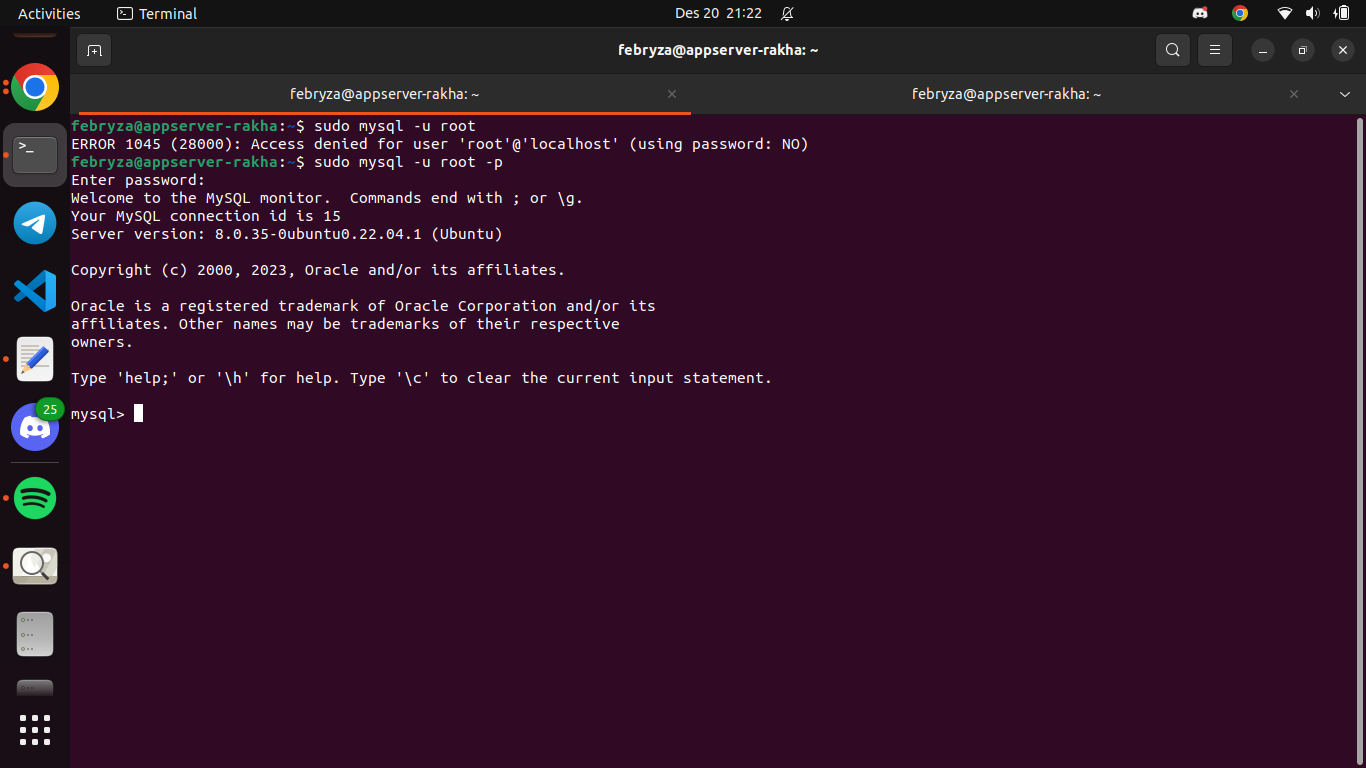 Activities
Terminal
Des 20 21:22
febryza@appserver-rakha: ~
febryza@appserver-rakha: ~
febryza@appserver-rakha: ~
febryza@appserver-rakha:~$ sudo mysql -u root
ERROR 1045 (28000): Access denied for user 'root'@'localhost' (using password: NO)
febryza@appserver-rakha:~$ sudo mysql -u root -p
Enter password:
Welcome to the MySQL monitor.  Commands end with ; or \g.
Your MySQL connection id is 15
Server version: 8.0.35-0ubuntu0.22.04.1 (Ubuntu)
Copyright (c) 2000, 2023, Oracle and/or its affiliates.
Oracle is a registered trademark of Oracle Corporation and/or its
affiliates. Other names may be trademarks of their respective
owners.
Type 'help;' or '\h' for help. Type '\c' to clear the current input statement.
mysql>
>_
25